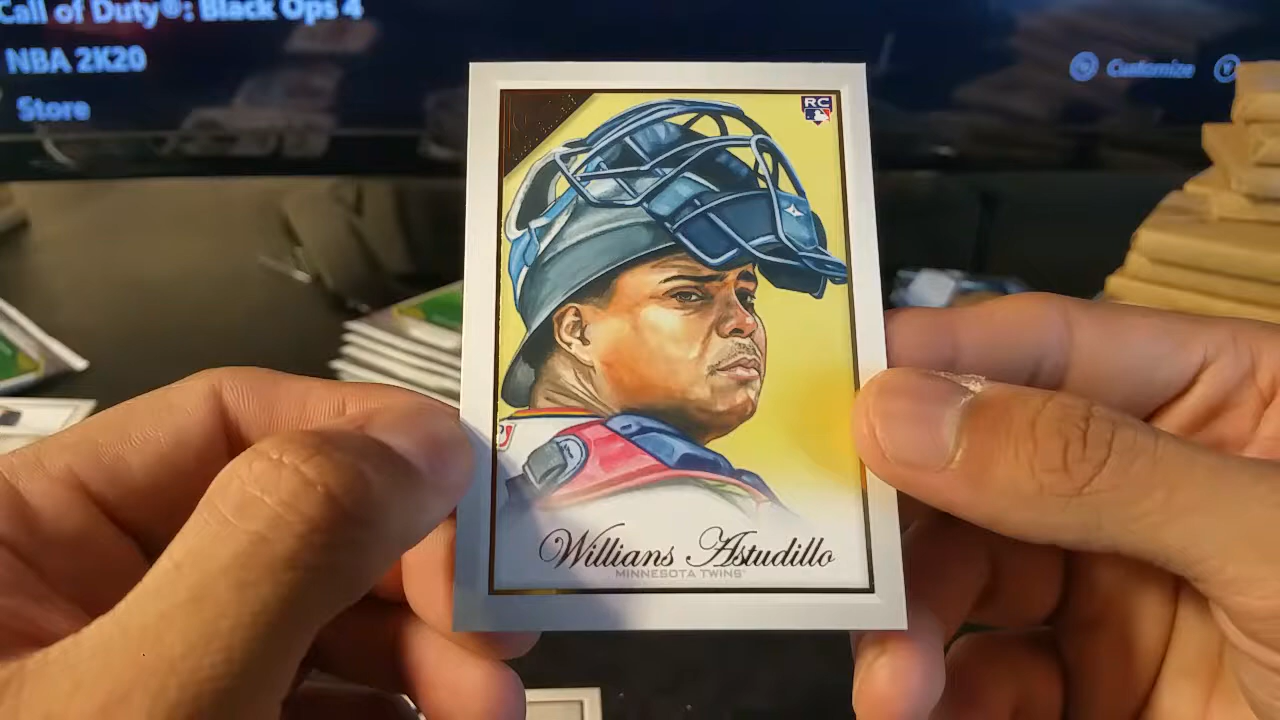 Call of Duty®: Black Ops 4
NBA 2K20
Store
Customize
RC
Willians Astudillo
MINNESOTA TWINS